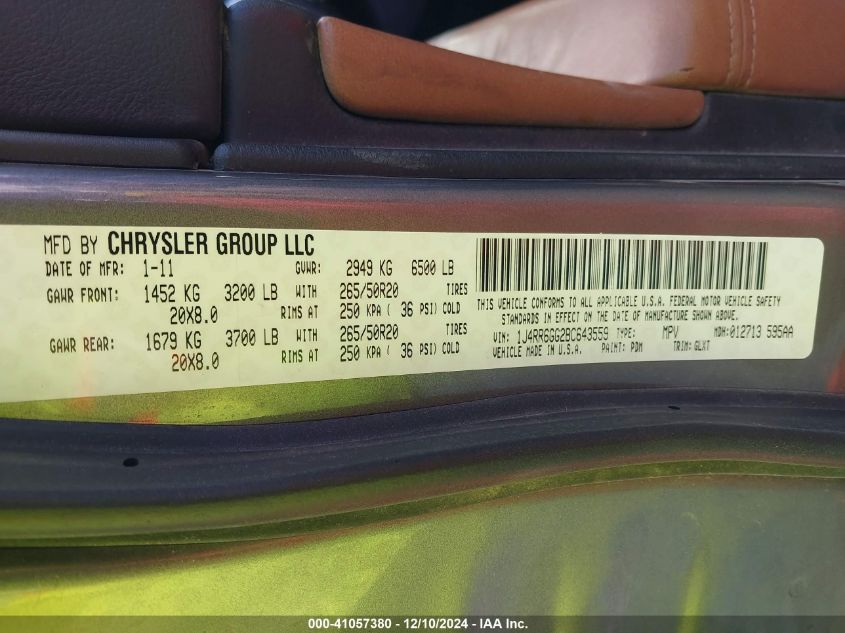 MFD BY CHRYSLER GROUP LLC
DATE OF MFR: 1-11 GVWR: 2949 KG 6500 LB
GAWR FRONT: 1452 KG 3200 LB WITH 265/50R20 TIRES
20X8.0 RIMS AT 250 KPA ( 36 PSI) COLD
GAWR REAR: 1679 KG 3700 LB WITH 265/50R20 TIRES
20X8.0 RIMS AT 250 KPA ( 36 PSI) COLD
THIS VEHICLE CONFORMS TO ALL APPLICABLE U.S.A. FEDERAL MOTOR VEHICLE SAFETY
STANDARDS IN EFFECT ON THE DATE OF MANUFACTURE SHOWN ABOVE.
VIN: 1J4RR6GG2BC643559 TYPE: MPV MDH:012713 595AA
VEHICLE MADE IN U.S.A. PAINT: PDM TRIM: GLXT
000-41057380 - 12/10/2024 - IAA Inc.